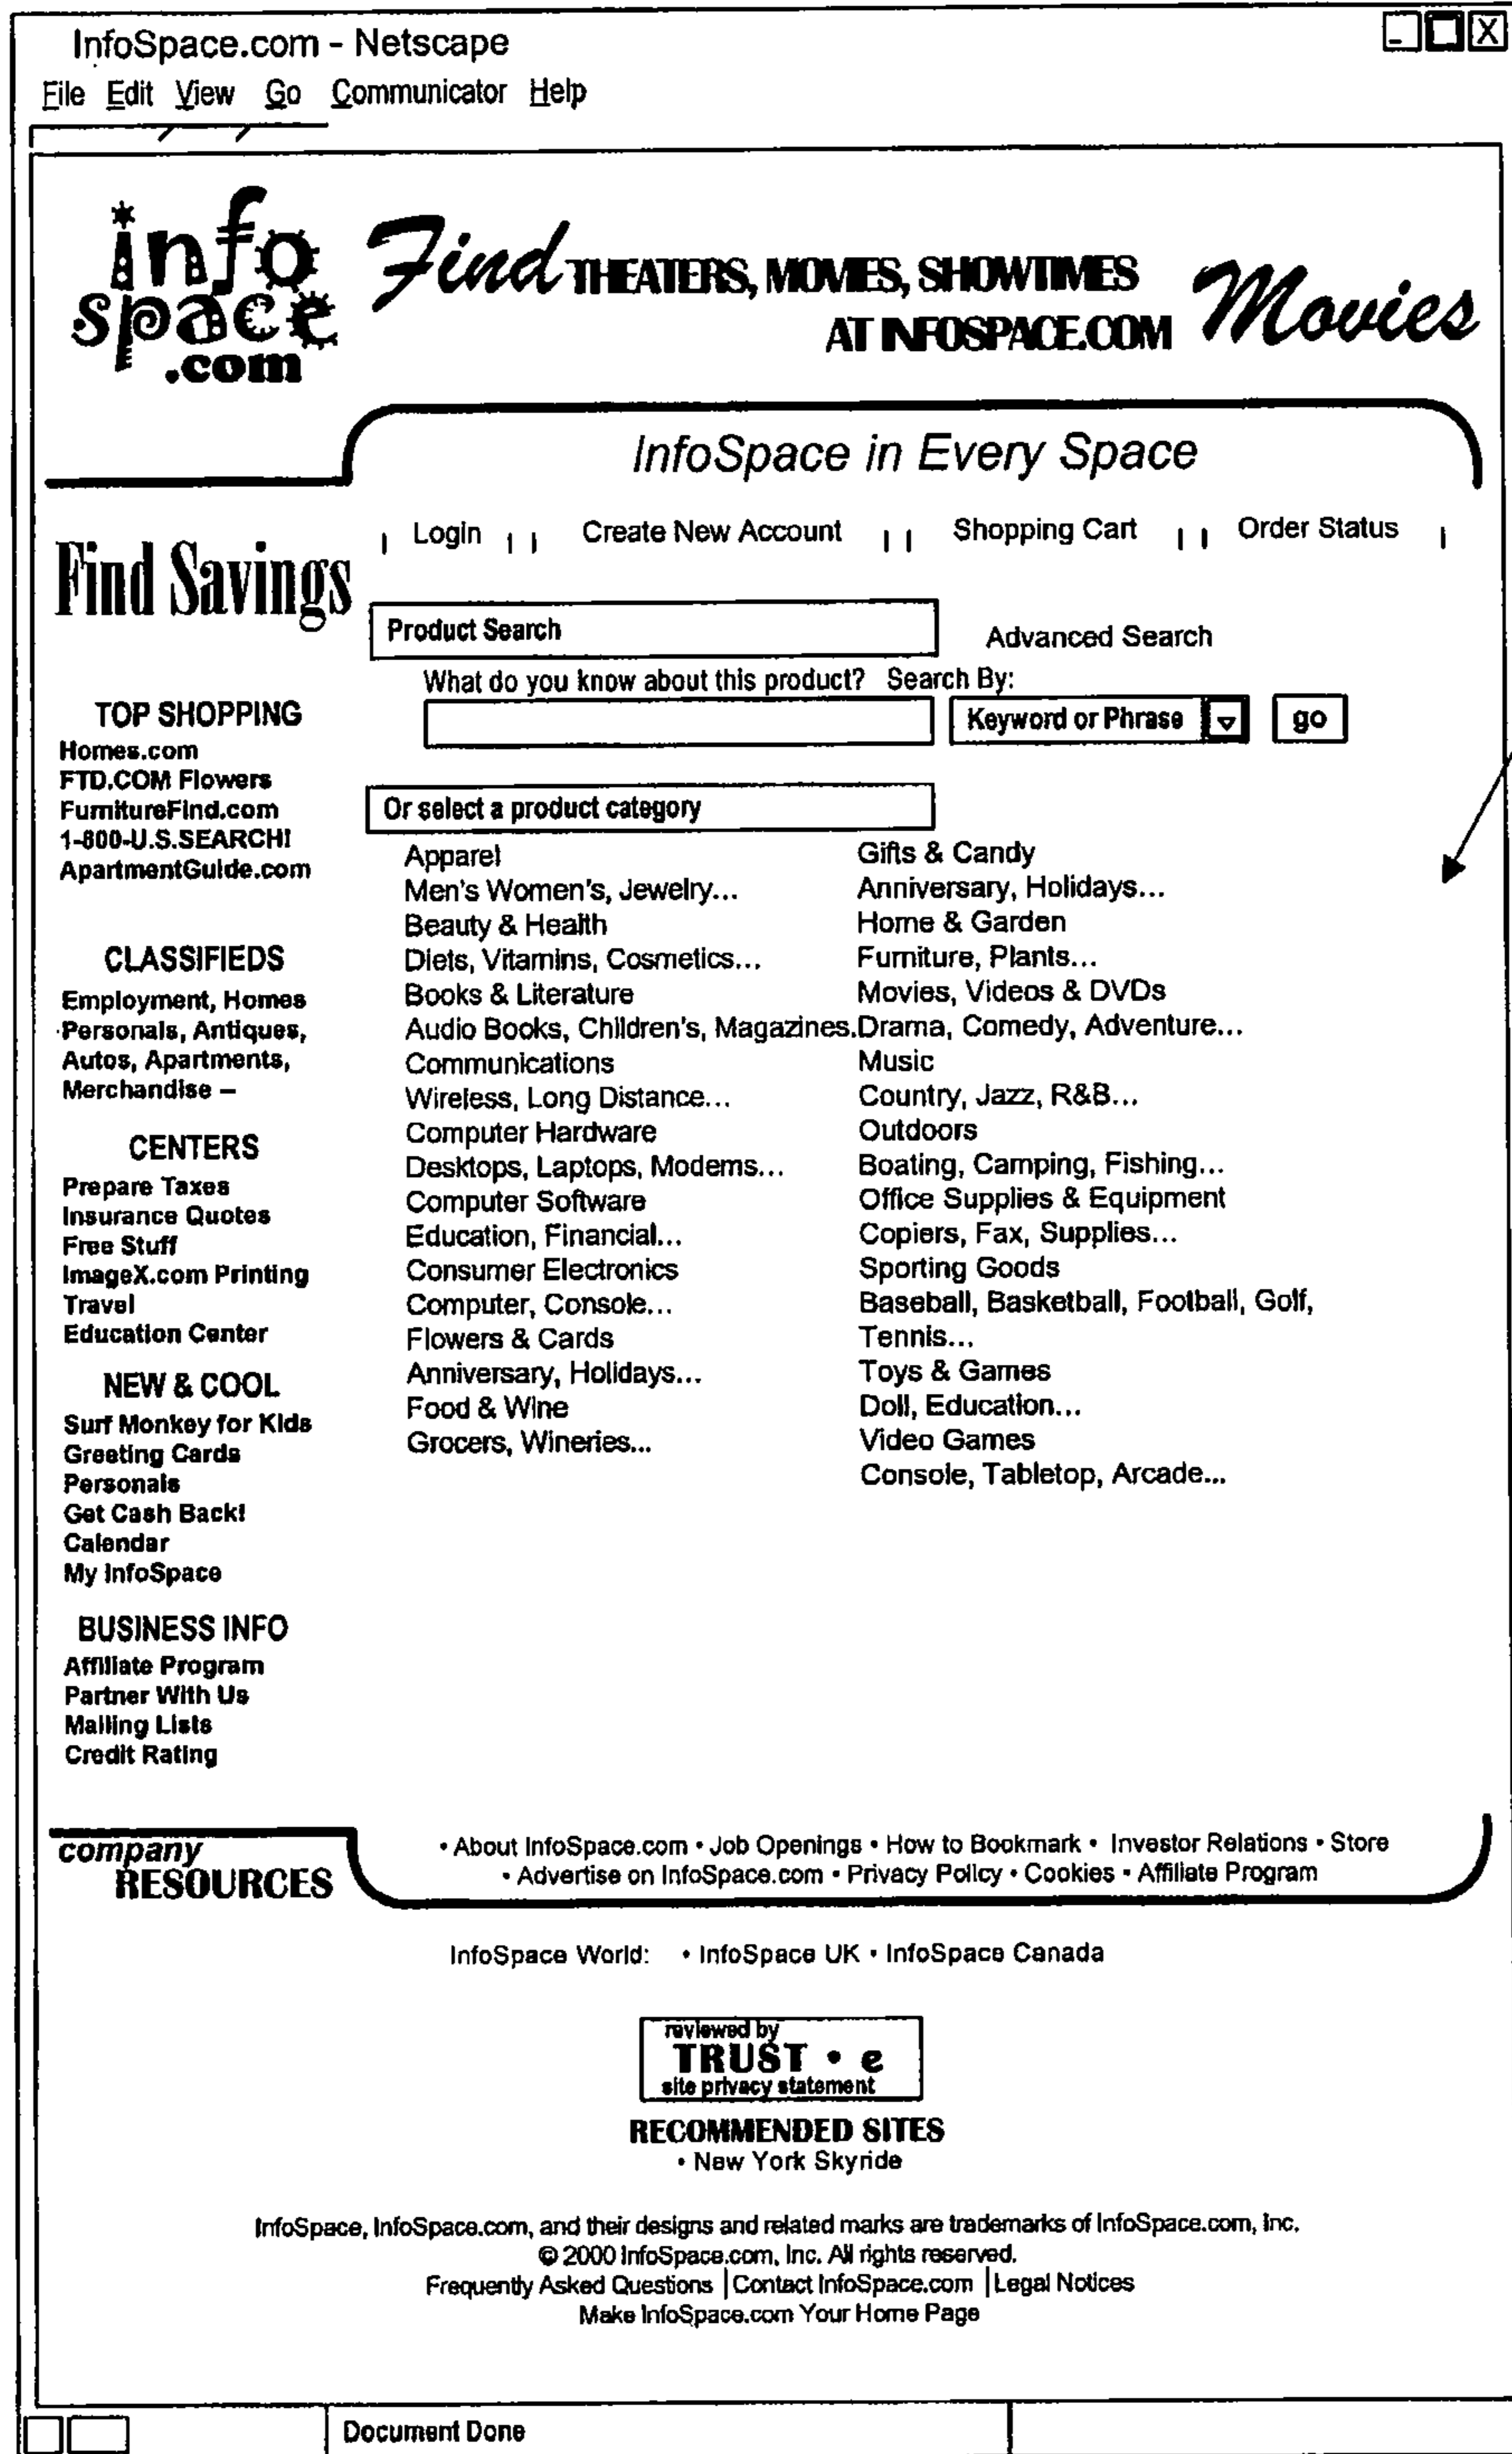 InfoSpace.com - Netscape
File Edit View Go Communicator Help
info
space
.com
Find THEATERS, MOVIES, SHOWTIMES
AT INFOSPACE.COM Movies
InfoSpace in Every Space
Find Savings
Login Create New Account Shopping Cart Order Status
Product Search
Advanced Search
What do you know about this product? Search By:
Keyword or Phrase go
Or select a product category
TOP SHOPPING
Homes.com
FTD.COM Flowers
FurnitureFind.com
1-800-U.S.SEARCH!
ApartmentGuide.com
CLASSIFIEDS
Employment, Homes
Personals, Antiques,
Autos, Apartments,
Merchandise –
CENTERS
Prepare Taxes
Insurance Quotes
Free Stuff
ImageX.com Printing
Travel
Education Center
NEW & COOL
Surf Monkey for Kids
Greeting Cards
Personals
Get Cash Back!
Calendar
My InfoSpace
BUSINESS INFO
Affiliate Program
Partner With Us
Mailing Lists
Credit Rating
Apparel
Men's Women's, Jewelry...
Beauty & Health
Diets, Vitamins, Cosmetics...
Books & Literature
Audio Books, Children's, Magazines.
Communications
Wireless, Long Distance...
Computer Hardware
Desktops, Laptops, Modems...
Computer Software
Education, Financial...
Consumer Electronics
Computer, Console...
Flowers & Cards
Anniversary, Holidays...
Food & Wine
Grocers, Wineries...
Gifts & Candy
Anniversary, Holidays...
Home & Garden
Furniture, Plants...
Movies, Videos & DVDs
Drama, Comedy, Adventure...
Music
Country, Jazz, R&B...
Outdoors
Boating, Camping, Fishing...
Office Supplies & Equipment
Copiers, Fax, Supplies...
Sporting Goods
Baseball, Basketball, Football, Golf,
Tennis...
Toys & Games
Doll, Education...
Video Games
Console, Tabletop, Arcade...
company
RESOURCES
• About InfoSpace.com • Job Openings • How to Bookmark • Investor Relations • Store
• Advertise on InfoSpace.com • Privacy Policy • Cookies • Affiliate Program
InfoSpace World: • InfoSpace UK • InfoSpace Canada
reviewed by
TRUST • e
site privacy statement
RECOMMENDED SITES
• New York Skyride
InfoSpace, InfoSpace.com, and their designs and related marks are trademarks of InfoSpace.com, Inc.
© 2000 InfoSpace.com, Inc. All rights reserved.
Frequently Asked Questions | Contact InfoSpace.com | Legal Notices
Make InfoSpace.com Your Home Page
Document Done